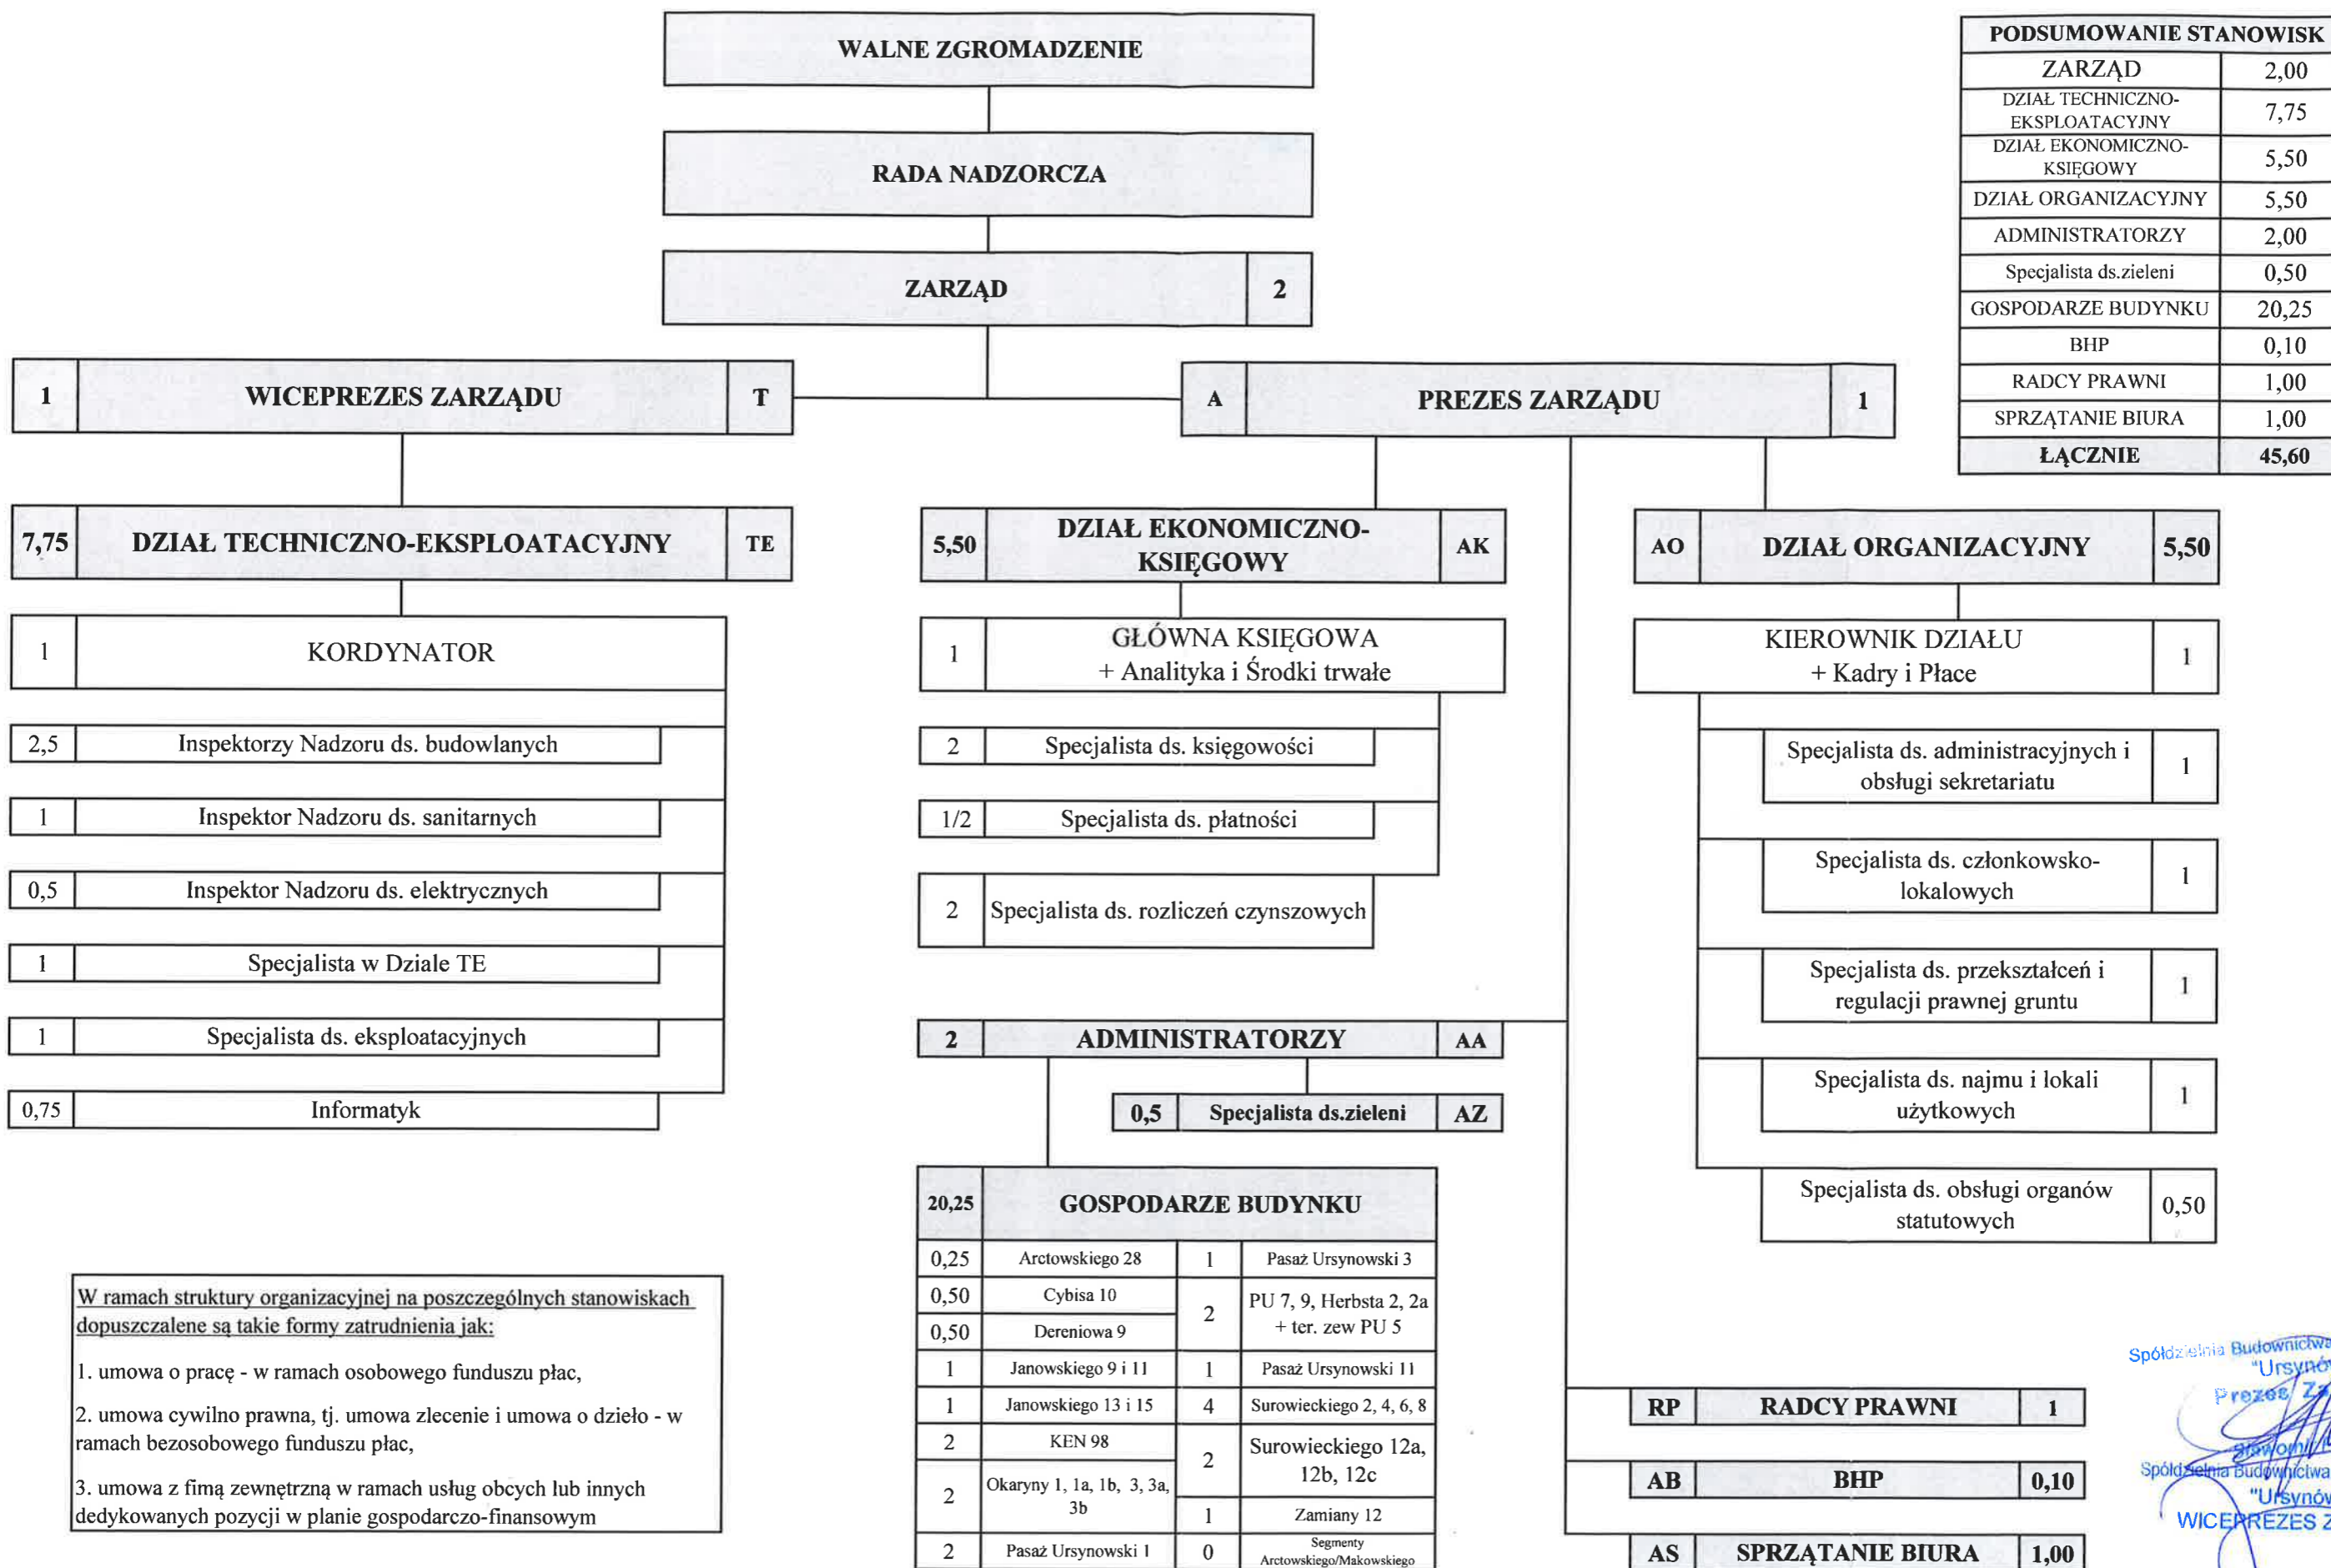 WALNE ZGROMADZENIE
RADA NADZORCZA
ZARZĄD 2
PODSUMOWANIE STANOWISK
ZARZĄD 2,00
DZIAŁ TECHNICZNO-
EKSPLOATACYJNY 7,75
DZIAŁ EKONOMICZNO-
KSIĘGOWY 5,50
DZIAŁ ORGANIZACYJNY 5,50
ADMINISTRATORZY 2,00
Specjalista ds.zieleni 0,50
GOSPODARZE BUDYNKU 20,25
BHP 0,10
RADCY PRAWNI 1,00
SPRZĄTANIE BIURA 1,00
ŁĄCZNIE 45,60
1 WICEPREZES ZARZĄDU T
A PREZES ZARZĄDU 1
7,75 DZIAŁ TECHNICZNO-EKSPLOATACYJNY TE
1 KORDYNATOR
2,5 Inspektorzy Nadzoru ds. budowlanych
1 Inspektor Nadzoru ds. sanitarnych
0,5 Inspektor Nadzoru ds. elektrycznych
1 Specjalista w Dziale TE
1 Specjalista ds. eksploatacyjnych
0,75 Informatyk
5,50 DZIAŁ EKONOMICZNO-
KSIĘGOWY AK
1 GŁÓWNA KSIĘGOWA
+ Analityka i Środki trwałe
2 Specjalista ds. księgowości
1/2 Specjalista ds. płatności
2 Specjalista ds. rozliczeń czynszowych
AO DZIAŁ ORGANIZACYJNY 5,50
KIEROWNIK DZIAŁU
+ Kadry i Płace 1
Specjalista ds. administracyjnych i
obsługi sekretariatu 1
Specjalista ds. członkowsko-
lokalowych 1
Specjalista ds. przekształceń i
regulacji prawnej gruntu 1
Specjalista ds. najmu i lokali
użytkowych 1
Specjalista ds. obsługi organów
statutowych 0,50
2 ADMINISTRATORZY AA
0,5 Specjalista ds.zieleni AZ
20,25 GOSPODARZE BUDYNKU
0,25 Arctowskiego 28
0,50 Cybisa 10
0,50 Dereniowa 9
1 Janowskiego 9 i 11
1 Janowskiego 13 i 15
2 KEN 98
2 Okaryny 1, 1a, 1b, 3, 3a,
3b
2 Pasaż Ursynowski 1
1 Pasaż Ursynowski 3
2 PU 7, 9, Herbsta 2, 2a
+ ter. zew PU 5
1 Pasaż Ursynowski 11
4 Surowieckiego 2, 4, 6, 8
2 Surowieckiego 12a,
12b, 12c
1 Zamiany 12
0 Segmenty
Arctowskiego/Makowskiego
W ramach struktury organizacyjnej na poszczególnych stanowiskach
dopuszczalene są takie formy zatrudnienia jak:
1. umowa o pracę - w ramach osobowego funduszu płac,
2. umowa cywilno prawna, tj. umowa zlecenie i umowa o dzieło - w
ramach bezosobowego funduszu płac,
3. umowa z fimą zewnętrzną w ramach usług obcych lub innych
dedykowanych pozycji w planie gospodarczo-finansowym
RP RADCY PRAWNI 1
AB BHP 0,10
AS SPRZĄTANIE BIURA 1,00
Spółdzielnia Budownictwa
"Ursynów
Prezes
Spółdzielnia Budownictwa
"Ursynów
WICEPREZES Z